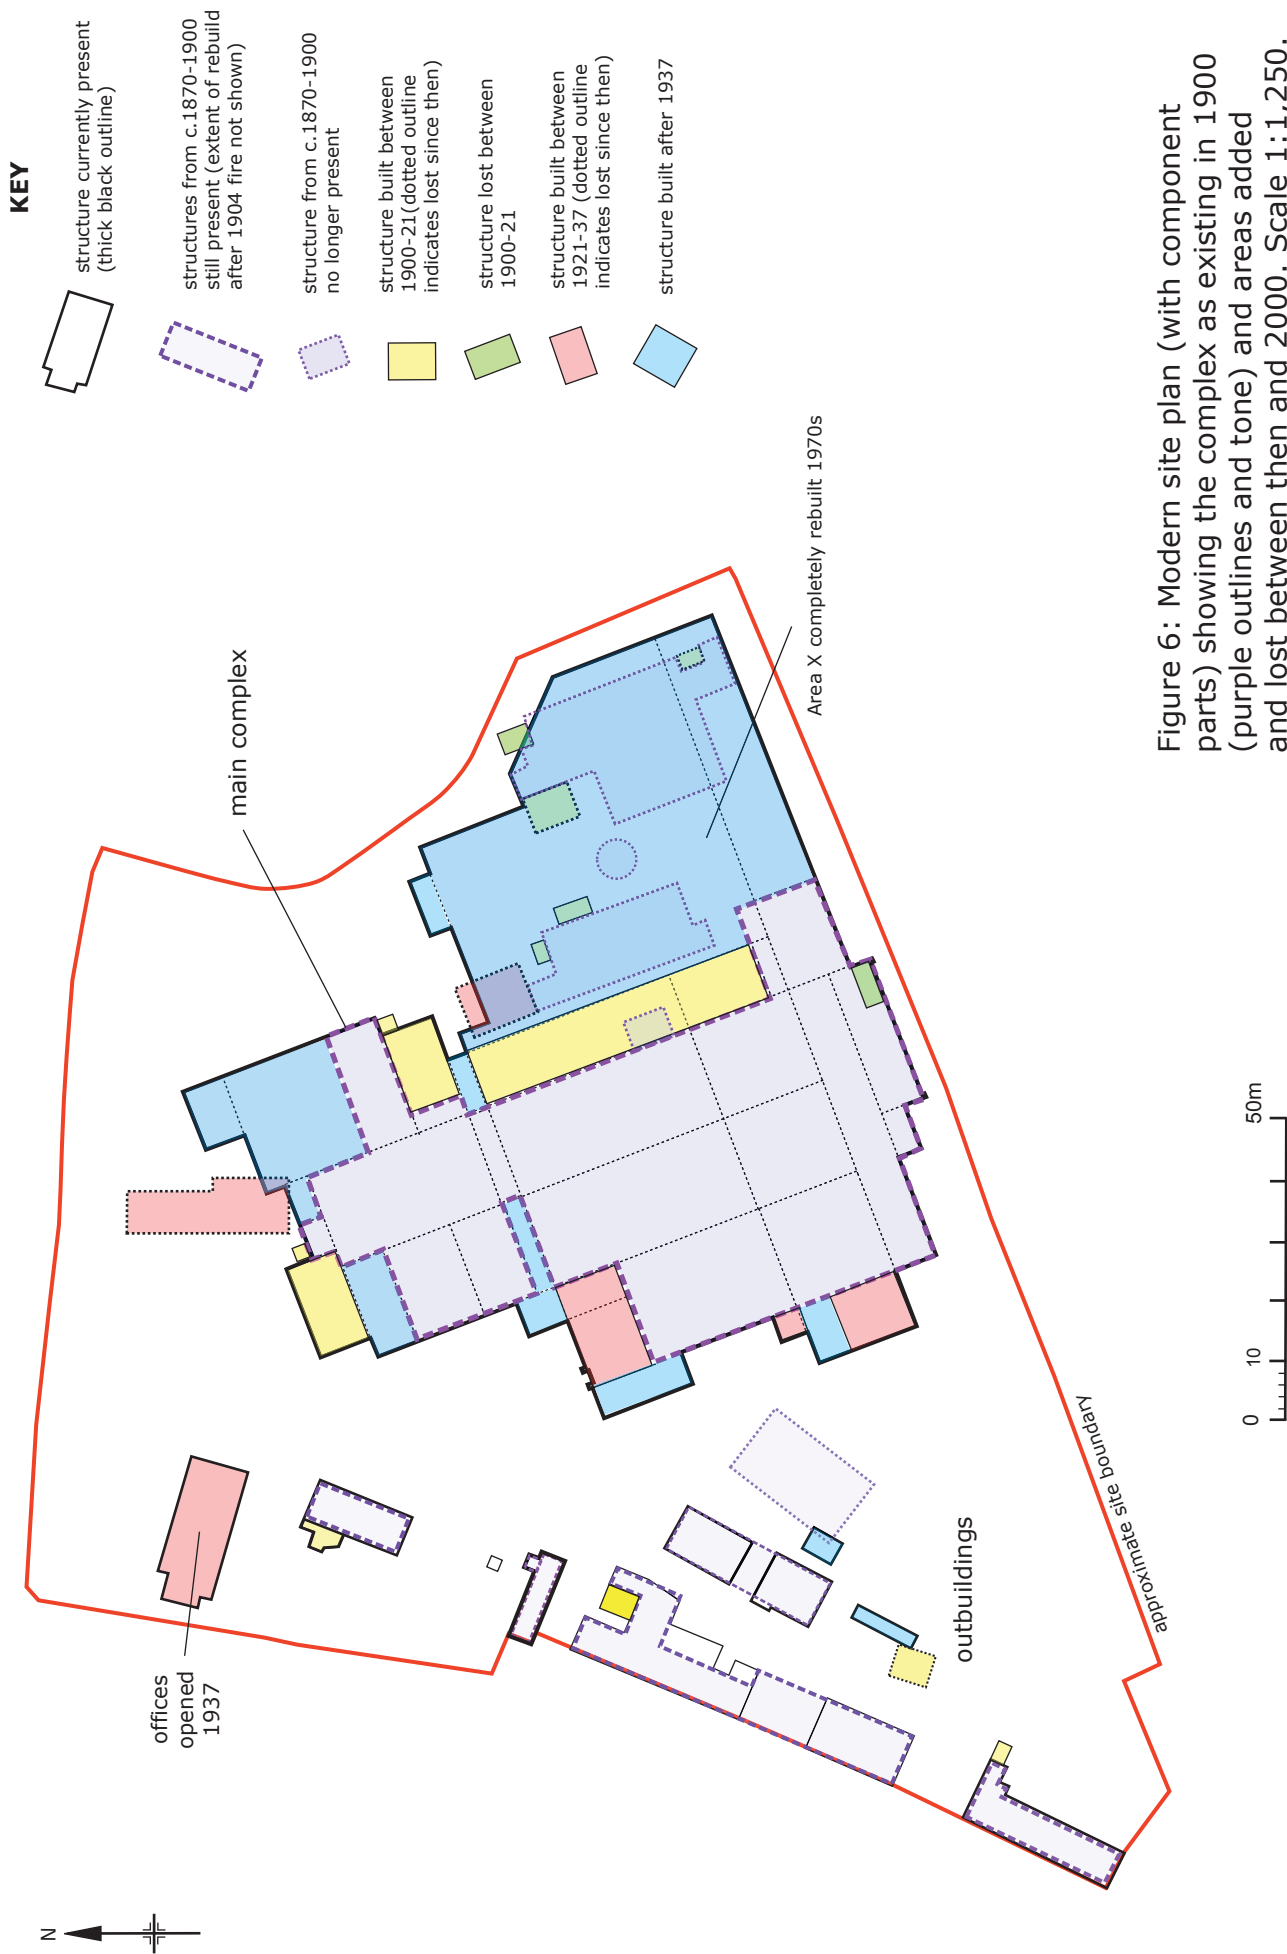 KEY
structure currently present
(thick black outline)
structures from c.1870-1900
still present (extent of rebuild
after 1904 fire not shown)
structure from c.1870-1900
no longer present
structure built between
1900-21(dotted outline
indicates lost since then)
structure lost between
1900-21
structure built between
1921-37 (dotted outline
indicates lost since then)
structure built after 1937
main complex
Area X completely rebuilt 1970s
offices
opened
1937
outbuildings
approximate site boundary
N
0
10
50m
Figure 6: Modern site plan (with component
parts) showing the complex as existing in 1900
(purple outlines and tone) and areas added
and lost between then and 2000. Scale 1:1,250.